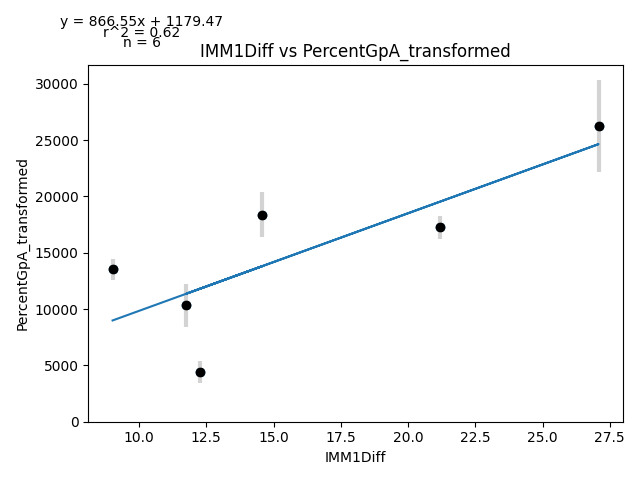 y = 866.55x + 1179.47
r^2 = 0.62
n = 6
IMM1Diff vs PercentGpA_transformed
30000
25000
20000
15000
10000
5000
0
PercentGpA_transformed
10.0 12.5 15.0 17.5 20.0 22.5 25.0 27.5
IMM1Diff